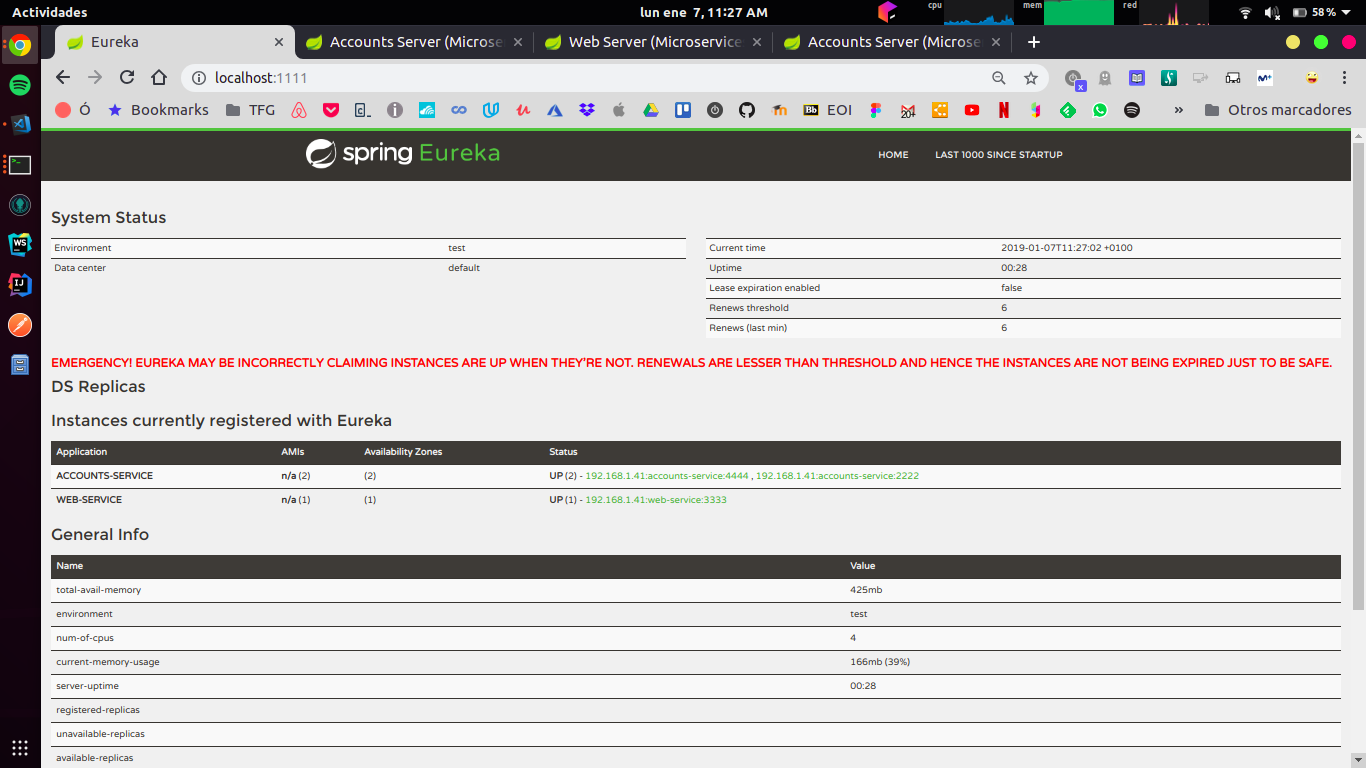 Actividades
lun ene 7, 11:27 AM
cpu
mem
red
58 %
Eureka
Accounts Server (Microse
Web Server (Microservice
Accounts Server (Microse
localhost:1111
Ó
Bookmarks
TFG
EOI
»
Otros marcadores
spring Eureka
HOME
LAST 1000 SINCE STARTUP
System Status
Environment test
Data center default
Current time 2019-01-07T11:27:02 +0100
Uptime 00:28
Lease expiration enabled false
Renews threshold 6
Renews (last min) 6
EMERGENCY! EUREKA MAY BE INCORRECTLY CLAIMING INSTANCES ARE UP WHEN THEY'RE NOT. RENEWALS ARE LESSER THAN THRESHOLD AND HENCE THE INSTANCES ARE NOT BEING EXPIRED JUST TO BE SAFE.
DS Replicas
Instances currently registered with Eureka
Application AMIs Availability Zones Status
ACCOUNTS-SERVICE n/a (2) (2) UP (2) - 192.168.1.41:accounts-service:4444 , 192.168.1.41:accounts-service:2222
WEB-SERVICE n/a (1) (1) UP (1) - 192.168.1.41:web-service:3333
General Info
Name Value
total-avail-memory 425mb
environment test
num-of-cpus 4
current-memory-usage 166mb (39%)
server-uptime 00:28
registered-replicas
unavailable-replicas
available-replicas